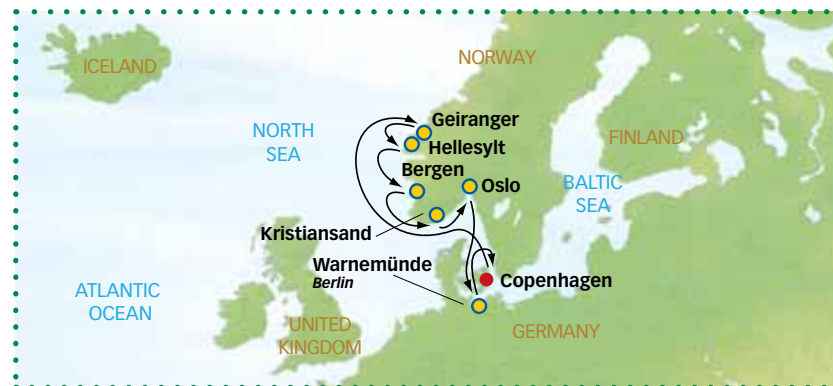 ICELAND
NORWAY
Geiranger
NORTH
SEA
Hellesylt
FINLAND
Bergen
Oslo
BALTIC
SEA
Kristiansand
Warnemünde
Berlin
Copenhagen
ATLANTIC
OCEAN
UNITED
KINGDOM
GERMANY